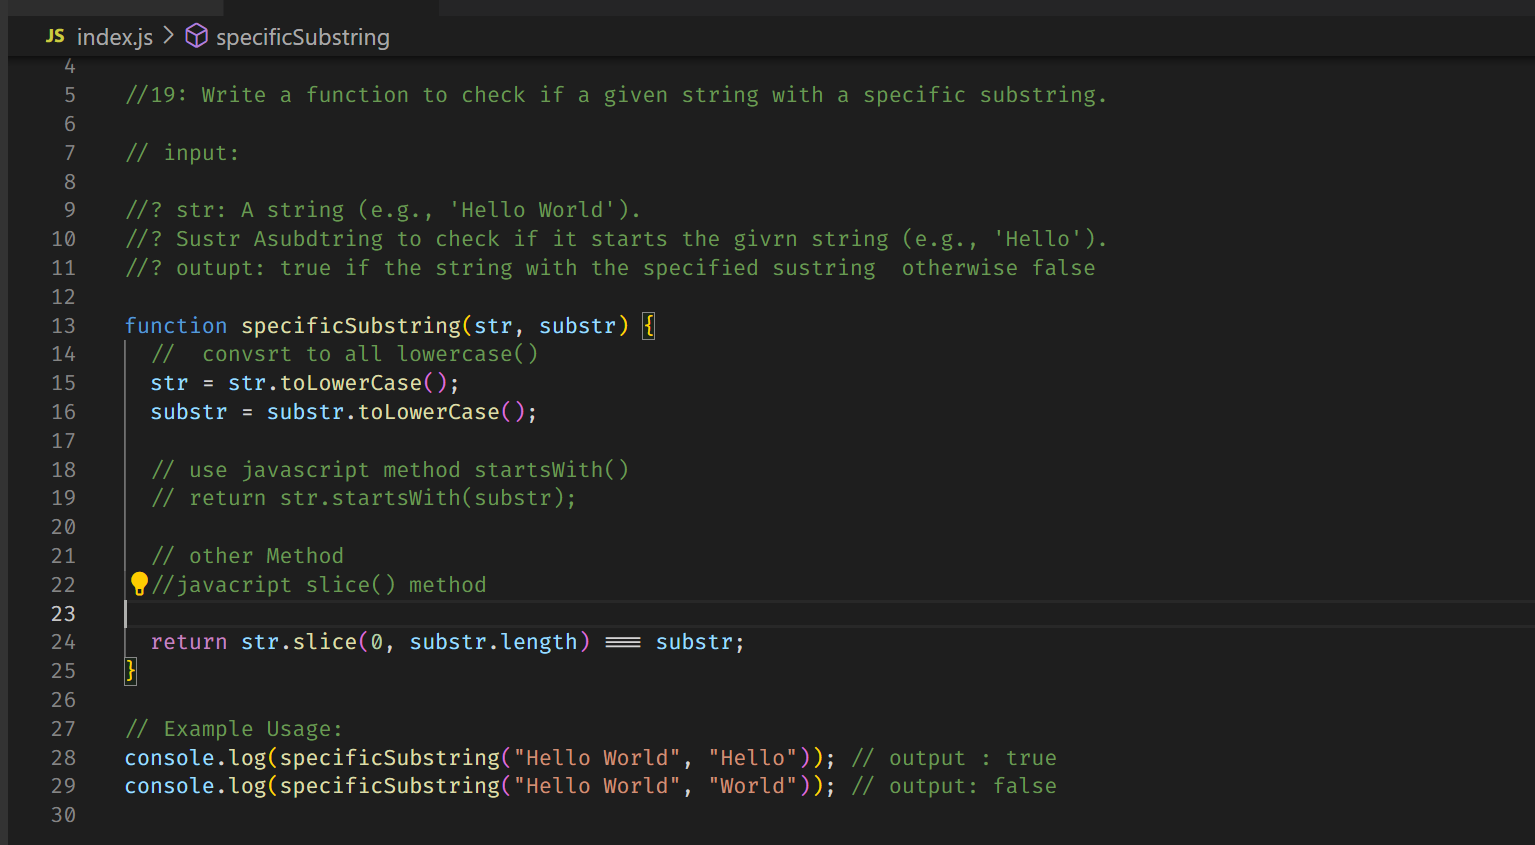 JS index.js > specificSubstring
4
5 //19: Write a function to check if a given string with a specific substring.
6
7 // input:
8
9 //? str: A string (e.g., 'Hello World').
10 //? Sustr Asubdtring to check if it starts the givrn string (e.g., 'Hello').
11 //? outupt: true if the string with the specified sustring  otherwise false
12
13 function specificSubstring(str, substr) {
14   //  convsrt to all lowercase()
15   str = str.toLowerCase();
16   substr = substr.toLowerCase();
17
18   // use javascript method startsWith()
19   // return str.startsWith(substr);
20
21   // other Method
22   //javacript slice() method
23
24   return str.slice(0, substr.length) === substr;
25 }
26
27 // Example Usage:
28 console.log(specificSubstring("Hello World", "Hello")); // output : true
29 console.log(specificSubstring("Hello World", "World")); // output: false
30